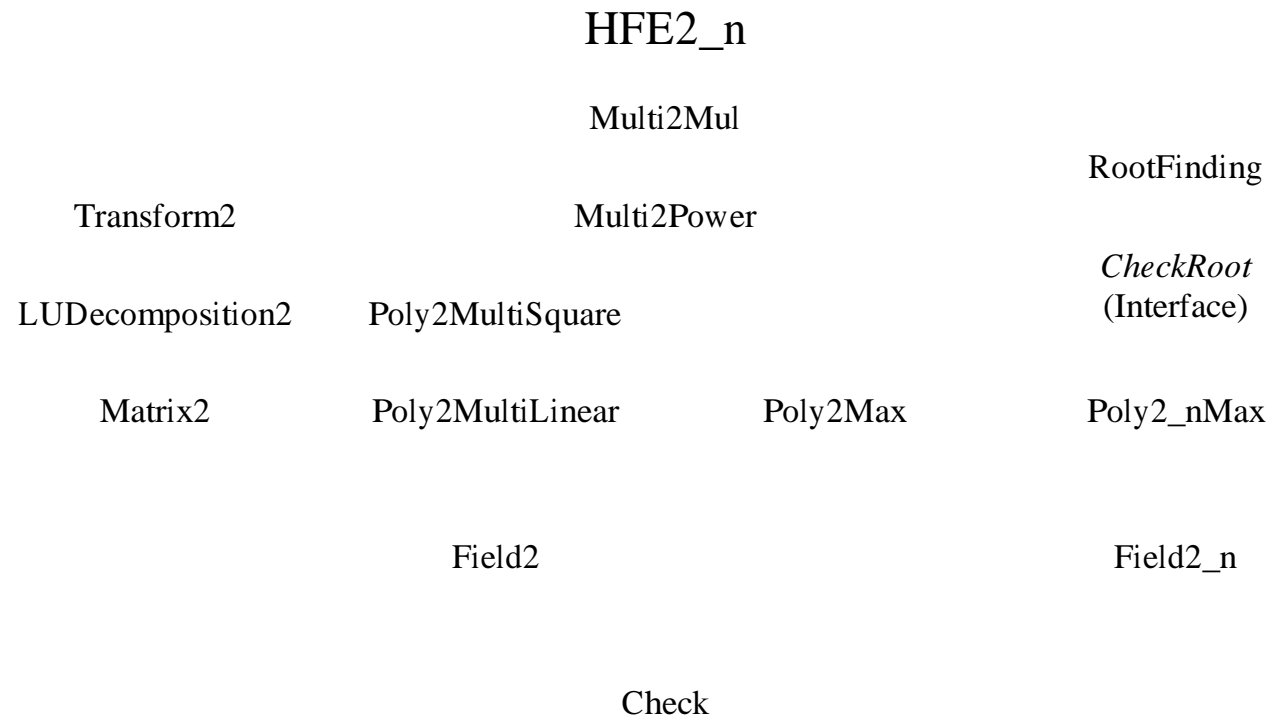 HFE2_n
Multi2Mul
RootFinding
Transform2
Multi2Power
CheckRoot
(Interface)
LUDecomposition2
Poly2MultiSquare
Matrix2
Poly2MultiLinear
Poly2Max
Poly2_nMax
Field2
Field2_n
Check